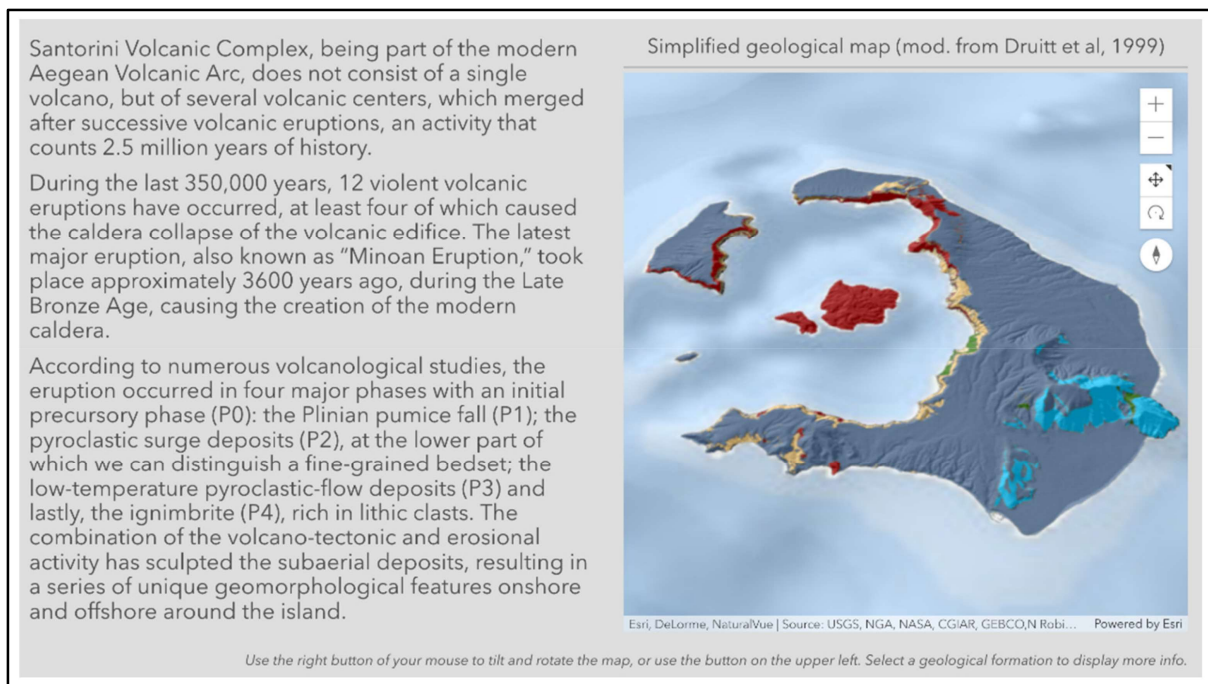 Santorini Volcanic Complex, being part of the modern
Aegean Volcanic Arc, does not consist of a single
volcano, but of several volcanic centers, which merged
after successive volcanic eruptions, an activity that
counts 2.5 million years of history.
During the last 350,000 years, 12 violent volcanic
eruptions have occurred, at least four of which caused
the caldera collapse of the volcanic edifice. The latest
major eruption, also known as “Minoan Eruption,” took
place approximately 3600 years ago, during the Late
Bronze Age, causing the creation of the modern
caldera.
According to numerous volcanological studies, the
eruption occurred in four major phases with an initial
precursory phase (P0): the Plinian pumice fall (P1); the
pyroclastic surge deposits (P2), at the lower part of
which we can distinguish a fine-grained bedset; the
low-temperature pyroclastic-flow deposits (P3) and
lastly, the ignimbrite (P4), rich in lithic clasts. The
combination of the volcano-tectonic and erosional
activity has sculpted the subaerial deposits, resulting in
a series of unique geomorphological features onshore
and offshore around the island.
Simplified geological map (mod. from Druitt et al, 1999)
Esri, DeLorme, NaturalVue | Source: USGS, NGA, NASA, CGIAR, GEBCO,N Robi... Powered by Esri
Use the right button of your mouse to tilt and rotate the map, or use the button on the upper left. Select a geological formation to display more info.